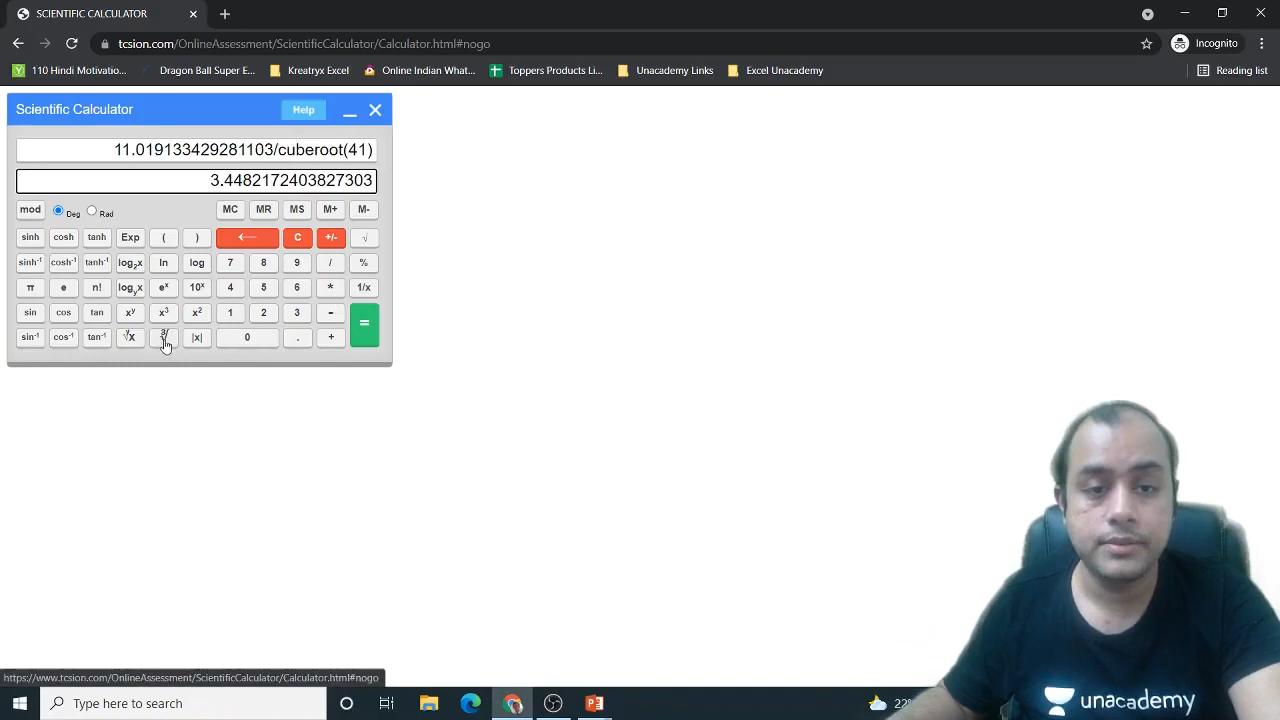 SCIENTIFIC CALCULATOR
tcsion.com/OnlineAssessment/ScientificCalculator/Calculator.html#nogo
Incognito
110 Hindi Motivatio...
Dragon Ball Super E...
Kreatryx Excel
Online Indian What...
Toppers Products Li...
Unacademy Links
Excel Unacademy
Reading list
Scientific Calculator
Help
11.019133429281103/cuberoot(41)
3.4482172403827303
mod Deg Rad MC MR MS M+ M-
sinh cosh tanh Exp ( ) ← C +/- √
sinh⁻¹ cosh⁻¹ tanh⁻¹ log₂x ln log 7 8 9 / %
π e n! logᵧx eˣ 10ˣ 4 5 6 * 1/x
sin cos tan xʸ x³ x² 1 2 3 - =
sin⁻¹ cos⁻¹ tan⁻¹ ʸ√x |x| 0 . +
https://www.tcsion.com/OnlineAssessment/ScientificCalculator/Calculator.html#nogo
Type here to search
unacademy